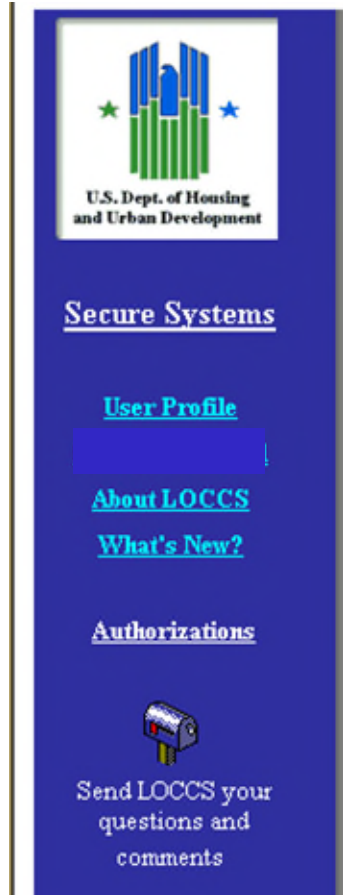 U.S. Dept. of Housing
and Urban Development
Secure Systems
User Profile
About LOCCS
What's New?
Authorizations
Send LOCCS your
questions and
comments